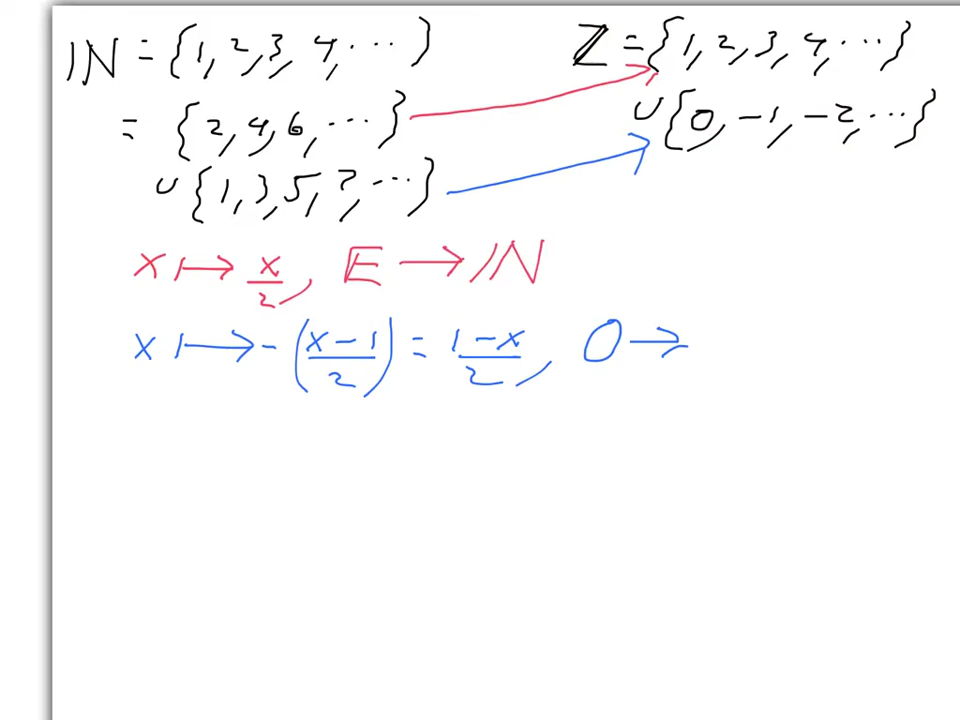 ℕ = {1, 2, 3, 4, ...}
ℤ = {1, 2, 3, 4, ...}
= {2, 4, 6, ...}
∪ {0, -1, -2, ...}
∪ {1, 3, 5, 7, ...}
x ↦ x/2, E → ℕ
x ↦ -((x-1)/2) = (1-x)/2, O →